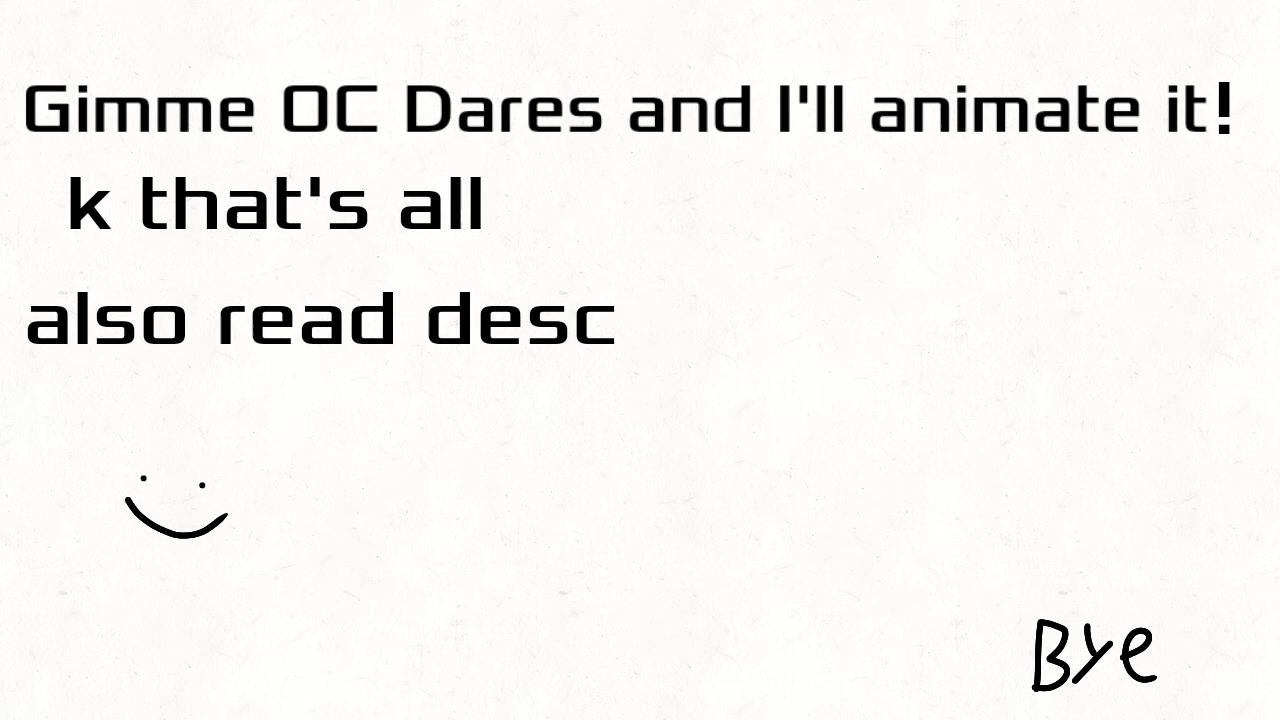 Gimme OC Dares and I'll animate it!
k that's all
also read desc
Bye